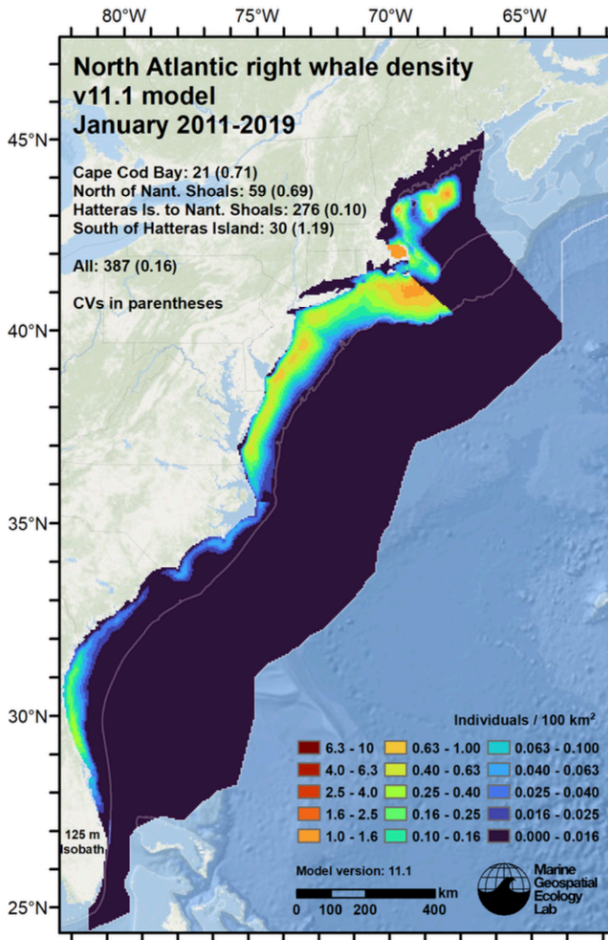 80°W 75°W 70°W 65°W
North Atlantic right whale density
v11.1 model
January 2011-2019
45°N
Cape Cod Bay: 21 (0.71)
North of Nant. Shoals: 59 (0.69)
Hatteras Is. to Nant. Shoals: 276 (0.10)
South of Hatteras Island: 30 (1.19)
All: 387 (0.16)
CVs in parentheses
40°N
35°N
30°N
Individuals / 100 km²
6.3 - 10 0.63 - 1.00 0.063 - 0.100
4.0 - 6.3 0.40 - 0.63 0.040 - 0.063
2.5 - 4.0 0.25 - 0.40 0.025 - 0.040
1.6 - 2.5 0.16 - 0.25 0.016 - 0.025
1.0 - 1.6 0.10 - 0.16 0.000 - 0.016
125 m
Isobath
Model version: 11.1
km
0 100 200 400
Marine
Geospatial
Ecology
Lab
25°N